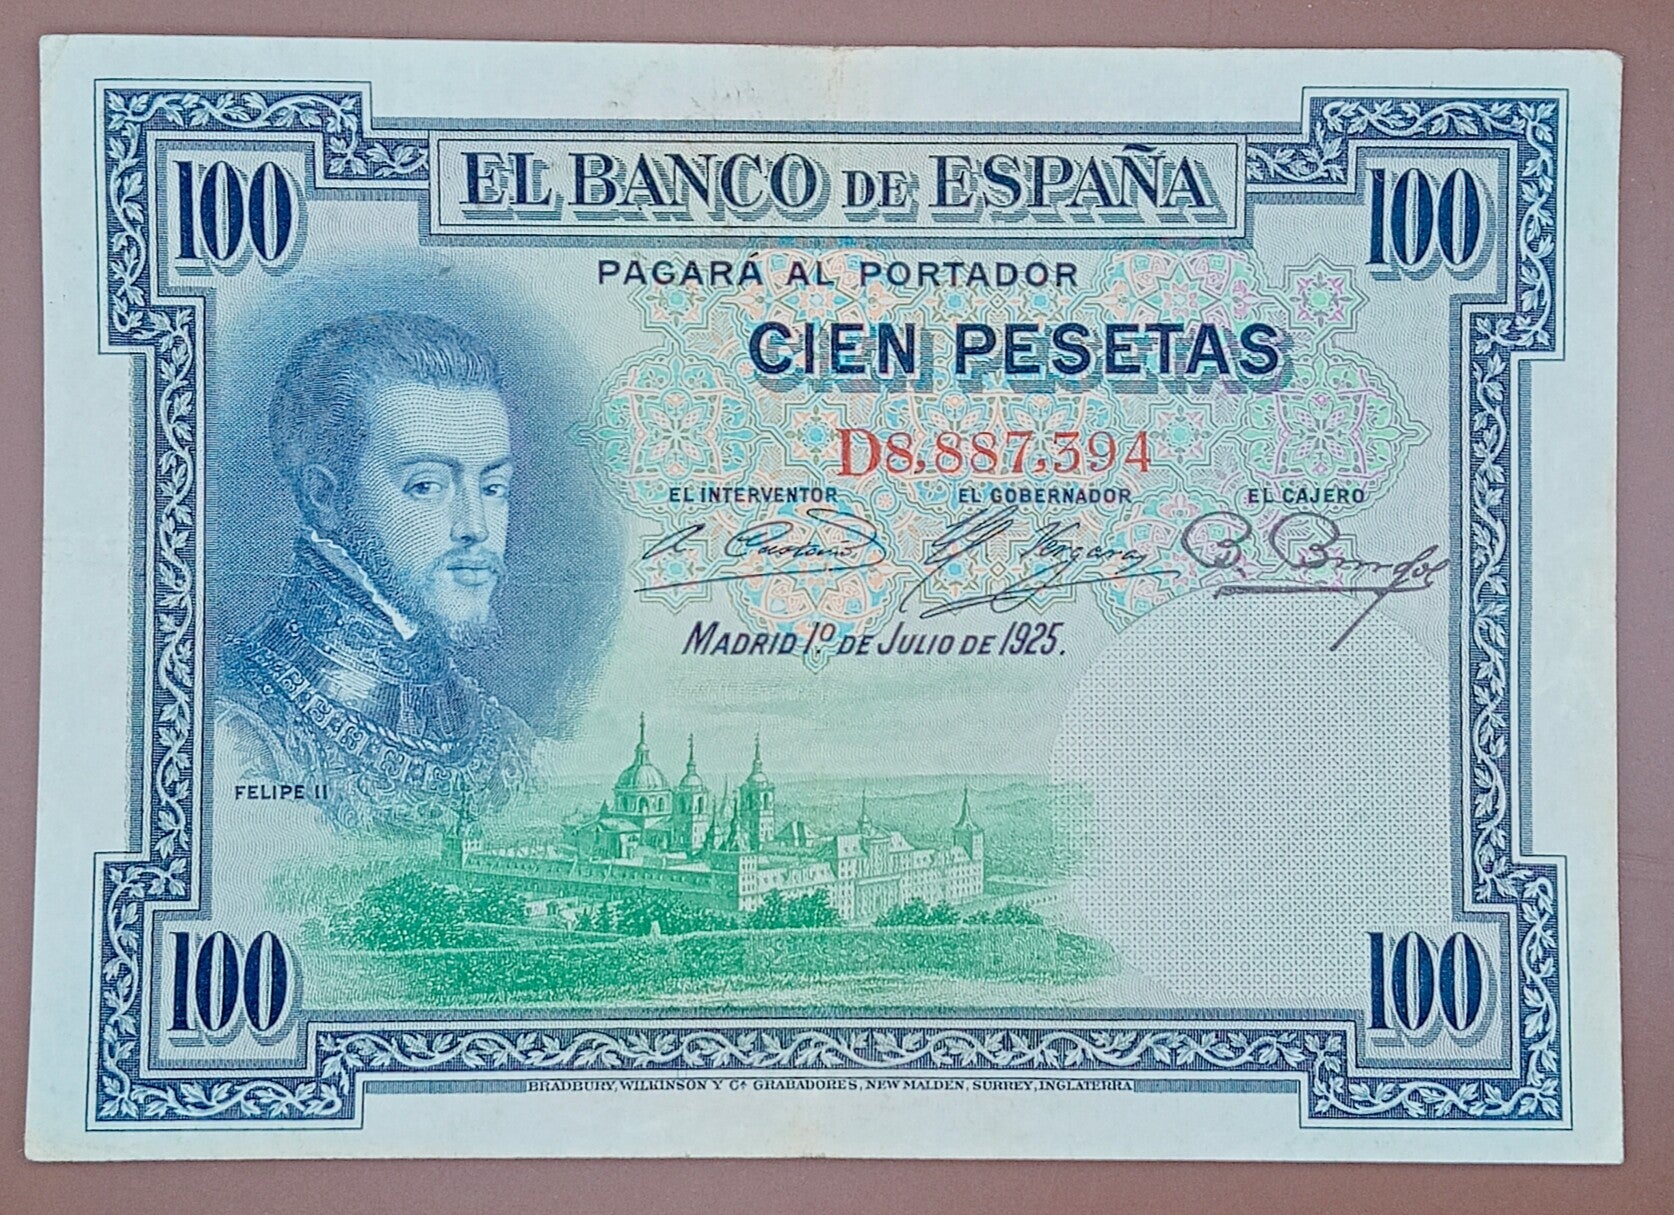 100 EL BANCO DE ESPAÑA 100
PAGARÁ AL PORTADOR
CIEN PESETAS
D8,887,394
EL INTERVENTOR EL GOBERNADOR EL CAJERO
Vergara
MADRID 1º DE JULIO DE 1925.
FELIPE II
100 100
BRADBURY, WILKINSON Y Cª GRABADORES, NEW MALDEN, SURREY, INGLATERRA